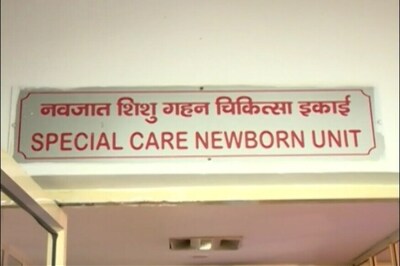 नवजात शिशु गहन चिकित्सा इकाई
SPECIAL CARE NEWBORN UNIT